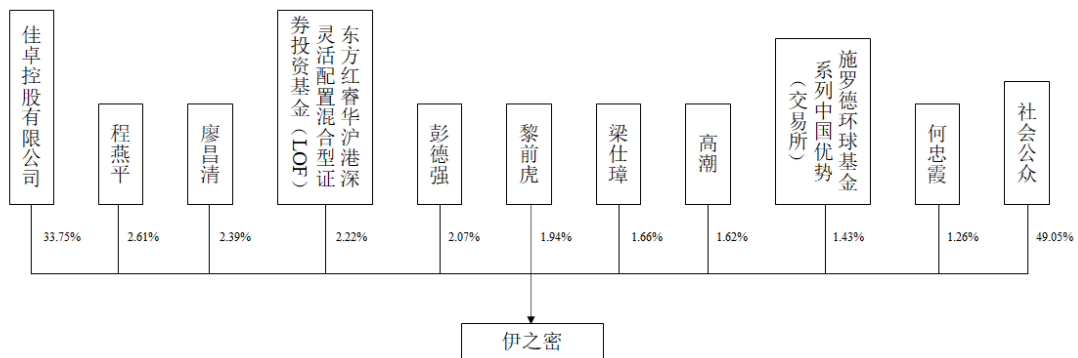 佳卓控股有限公司
程燕平
廖昌清
东方红睿华沪港深
灵活配置混合型证
券投资基金（LOF）
彭德强
黎前虎
梁仕璋
高潮
施罗德环球基金
系列中国优势
（交易所）
何忠霞
社会公众
33.75%
2.61%
2.39%
2.22%
2.07%
1.94%
1.66%
1.62%
1.43%
1.26%
49.05%
伊之密